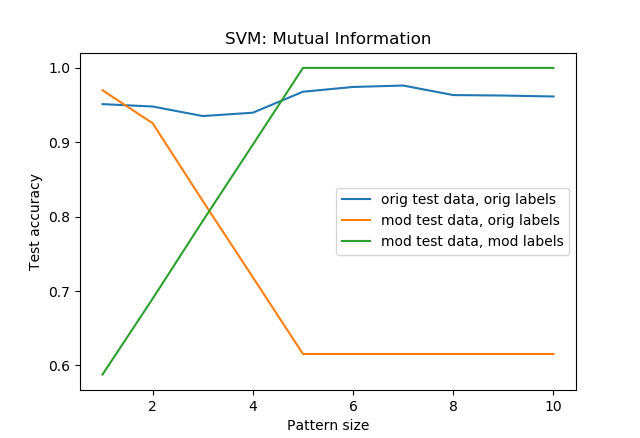 SVM: Mutual Information
Test accuracy
1.0
0.9
0.8
0.7
0.6
orig test data, orig labels
mod test data, orig labels
mod test data, mod labels
2 4 6 8 10
Pattern size